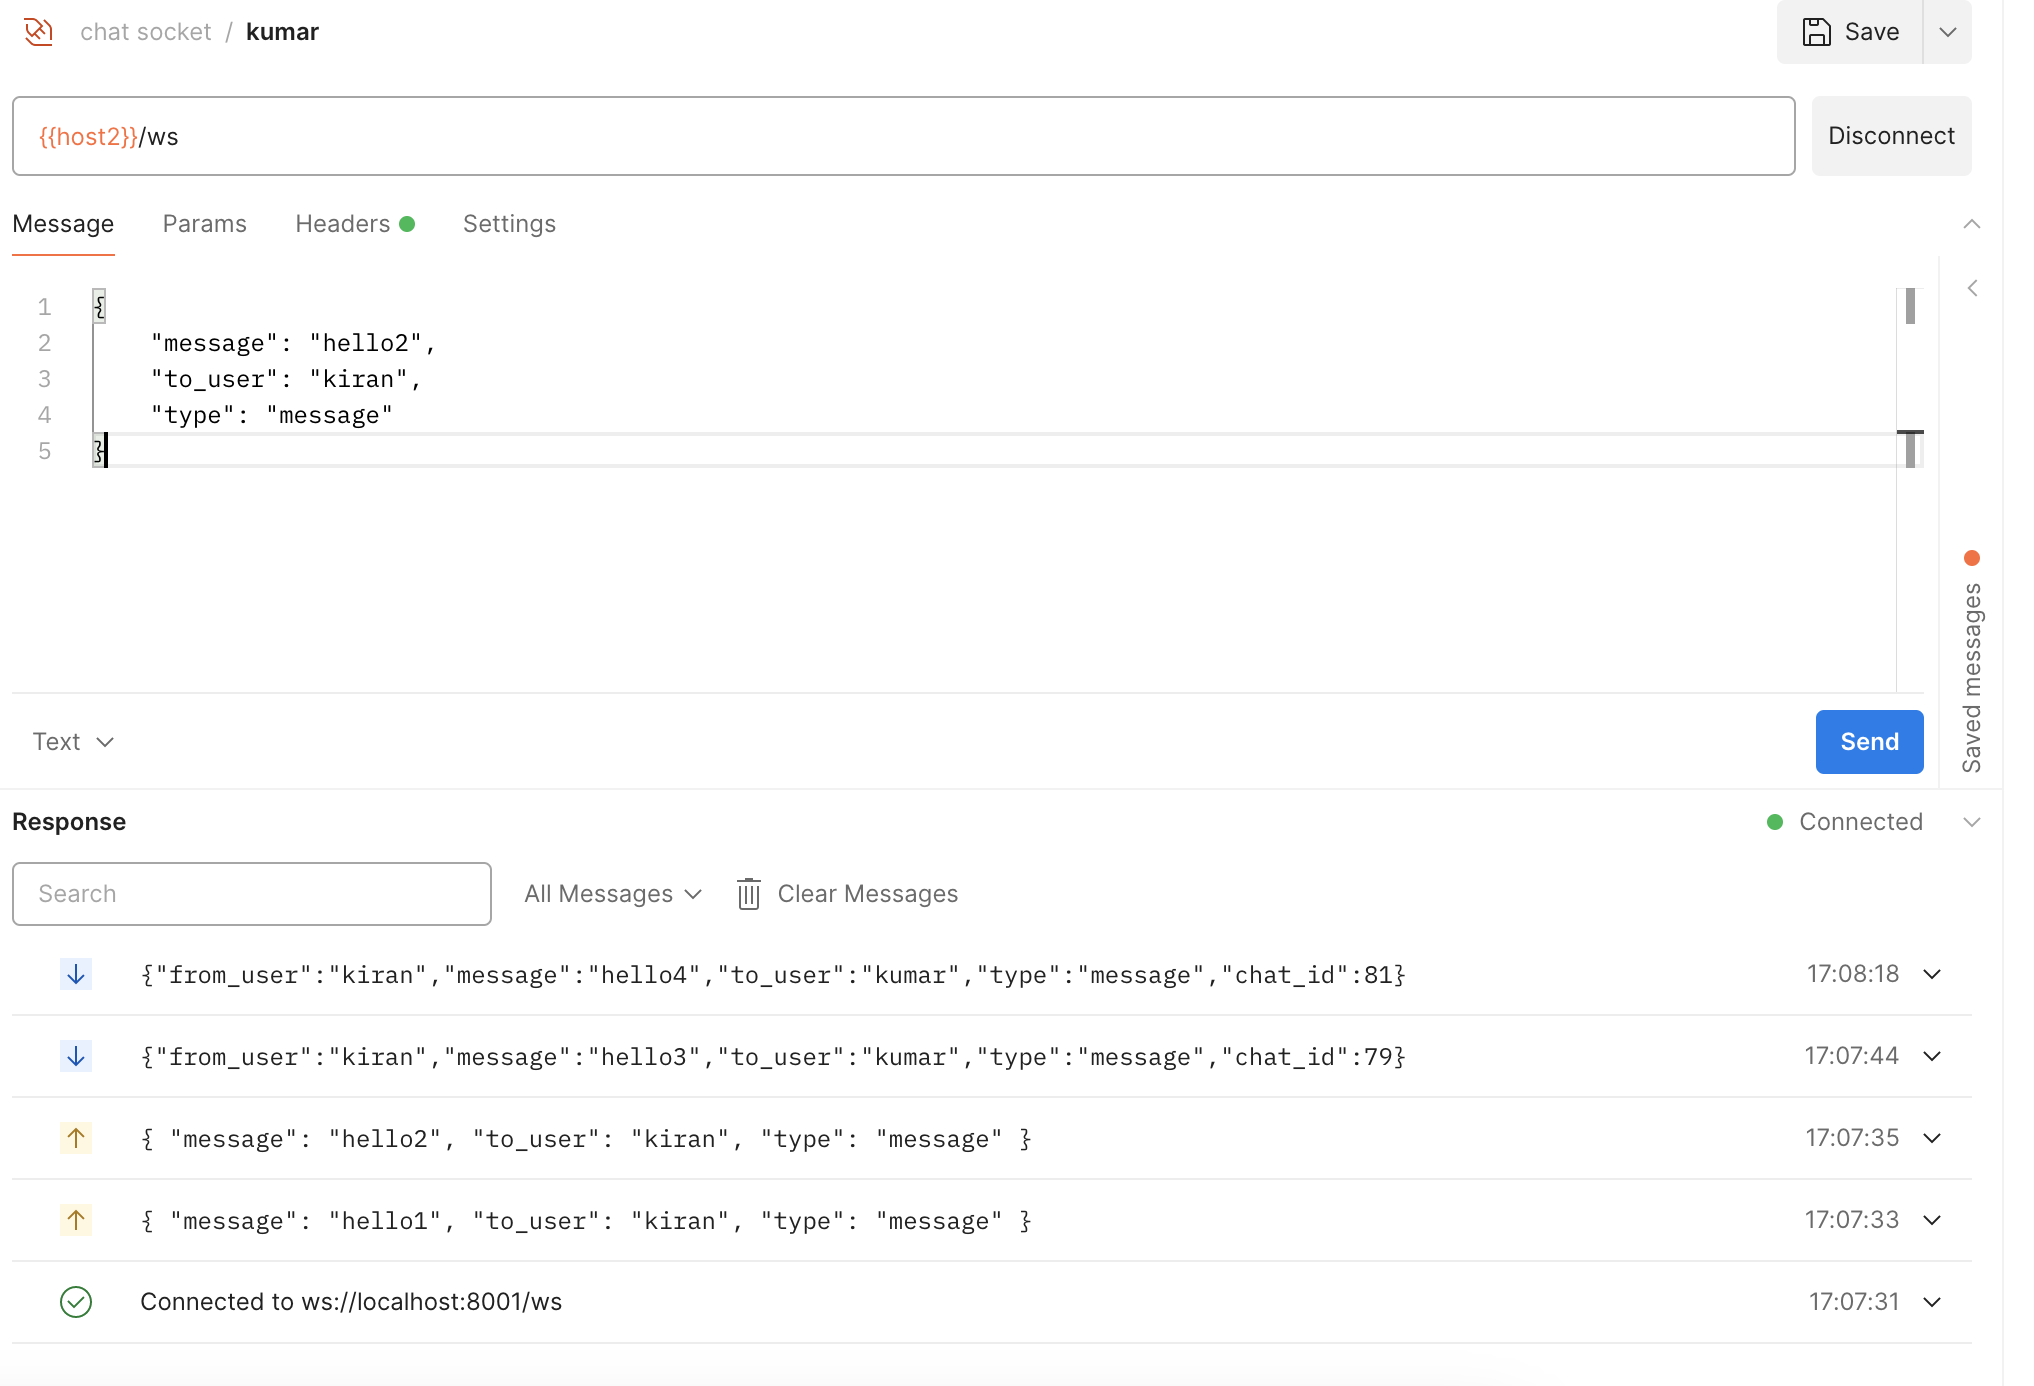 chat socket / kumar
Save
{{host2}}/ws
Disconnect
Message Params Headers Settings
1 {
2 "message": "hello2",
3 "to_user": "kiran",
4 "type": "message"
5 }
Saved messages
Text
Send
Response
Connected
Search
All Messages
Clear Messages
{"from_user":"kiran","message":"hello4","to_user":"kumar","type":"message","chat_id":81} 17:08:18
{"from_user":"kiran","message":"hello3","to_user":"kumar","type":"message","chat_id":79} 17:07:44
{ "message": "hello2", "to_user": "kiran", "type": "message" } 17:07:35
{ "message": "hello1", "to_user": "kiran", "type": "message" } 17:07:33
Connected to ws://localhost:8001/ws 17:07:31